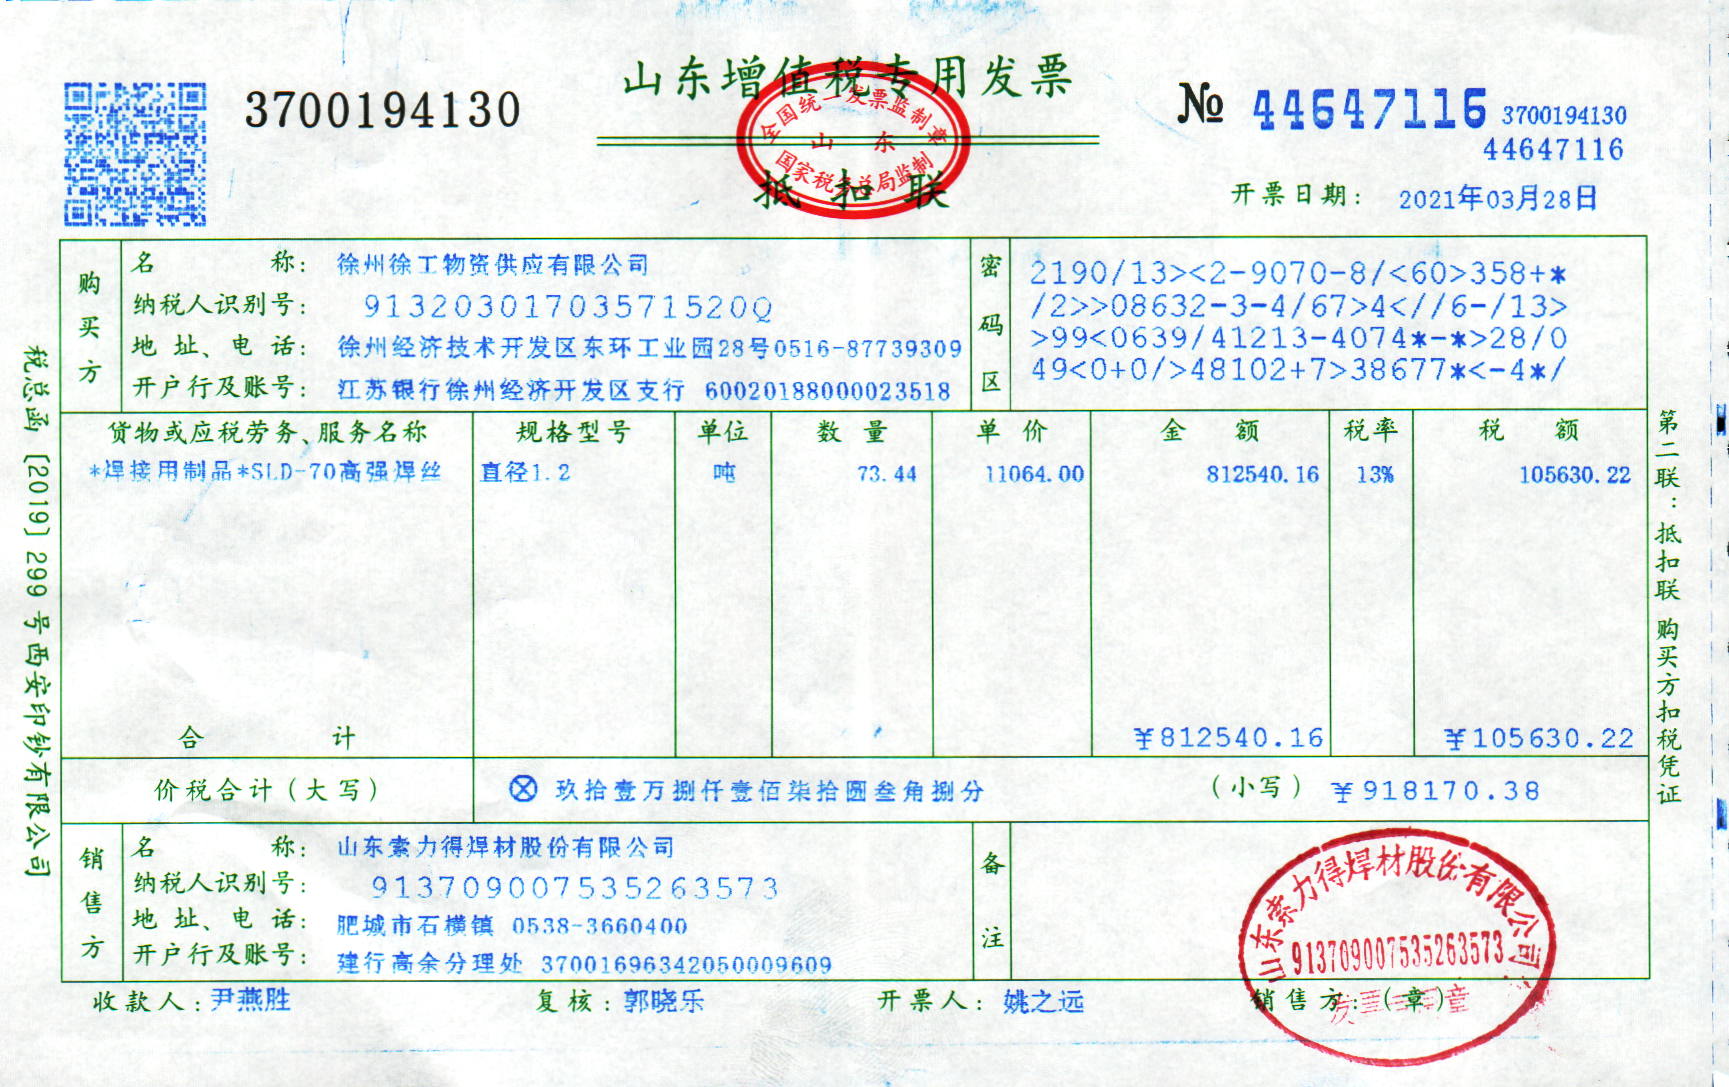 山东增值税专用发票
3700194130
№ 44647116
3700194130
44647116
全国统一发票监制章
山东
国家税务总局监制
抵扣联
开票日期: 2021年03月28日
购买方
名称: 徐州徐工物资供应有限公司
纳税人识别号: 91320301703571520Q
地址、电话: 徐州经济技术开发区东环工业园28号0516-87739309
开户行及账号: 江苏银行徐州经济开发区支行 60020188000023518
密码区
2190/13><2-9070-8/<60>358+*
/2>>08632-3-4/67>4<//6-/13>
>99<0639/41213-4074*-*>28/0
49<0+0/>48102+7>38677*<-4*/
货物或应税劳务、服务名称 规格型号 单位 数量 单价 金额 税率 税额
*焊接用制品*SLD-70高强焊丝 直径1.2 吨 73.44 11064.00 812540.16 13% 105630.22
合计 ¥812540.16 ¥105630.22
价税合计(大写) ⊗ 玖拾壹万捌仟壹佰柒拾圆叁角捌分 (小写) ¥918170.38
销售方
名称: 山东索力得焊材股份有限公司
纳税人识别号: 913709007535263573
地址、电话: 肥城市石横镇 0538-3660400
开户行及账号: 建行高余分理处 37001696342050009609
备注
山东索力得焊材股份有限公司
913709007535263573
收款人: 尹燕胜 复核: 郭晓乐 开票人: 姚之远 销售方: (章)
税总函 [2019] 299 号西安印钞有限公司
第二联: 抵扣联 购买方扣税凭证